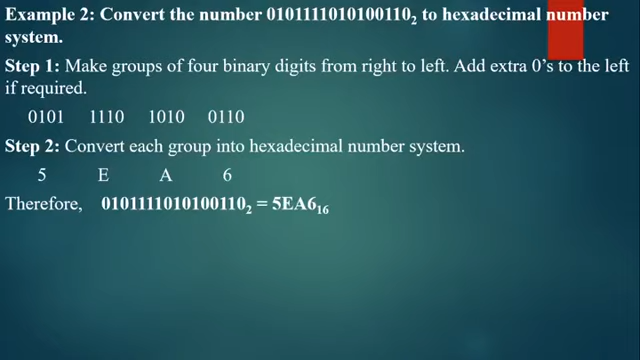 Example 2: Convert the number 0101111010100110₂ to hexadecimal number
system.
Step 1: Make groups of four binary digits from right to left. Add extra 0's to the left
if required.
0101 1110 1010 0110
Step 2: Convert each group into hexadecimal number system.
5 E A 6
Therefore, 0101111010100110₂ = 5EA6₁₆